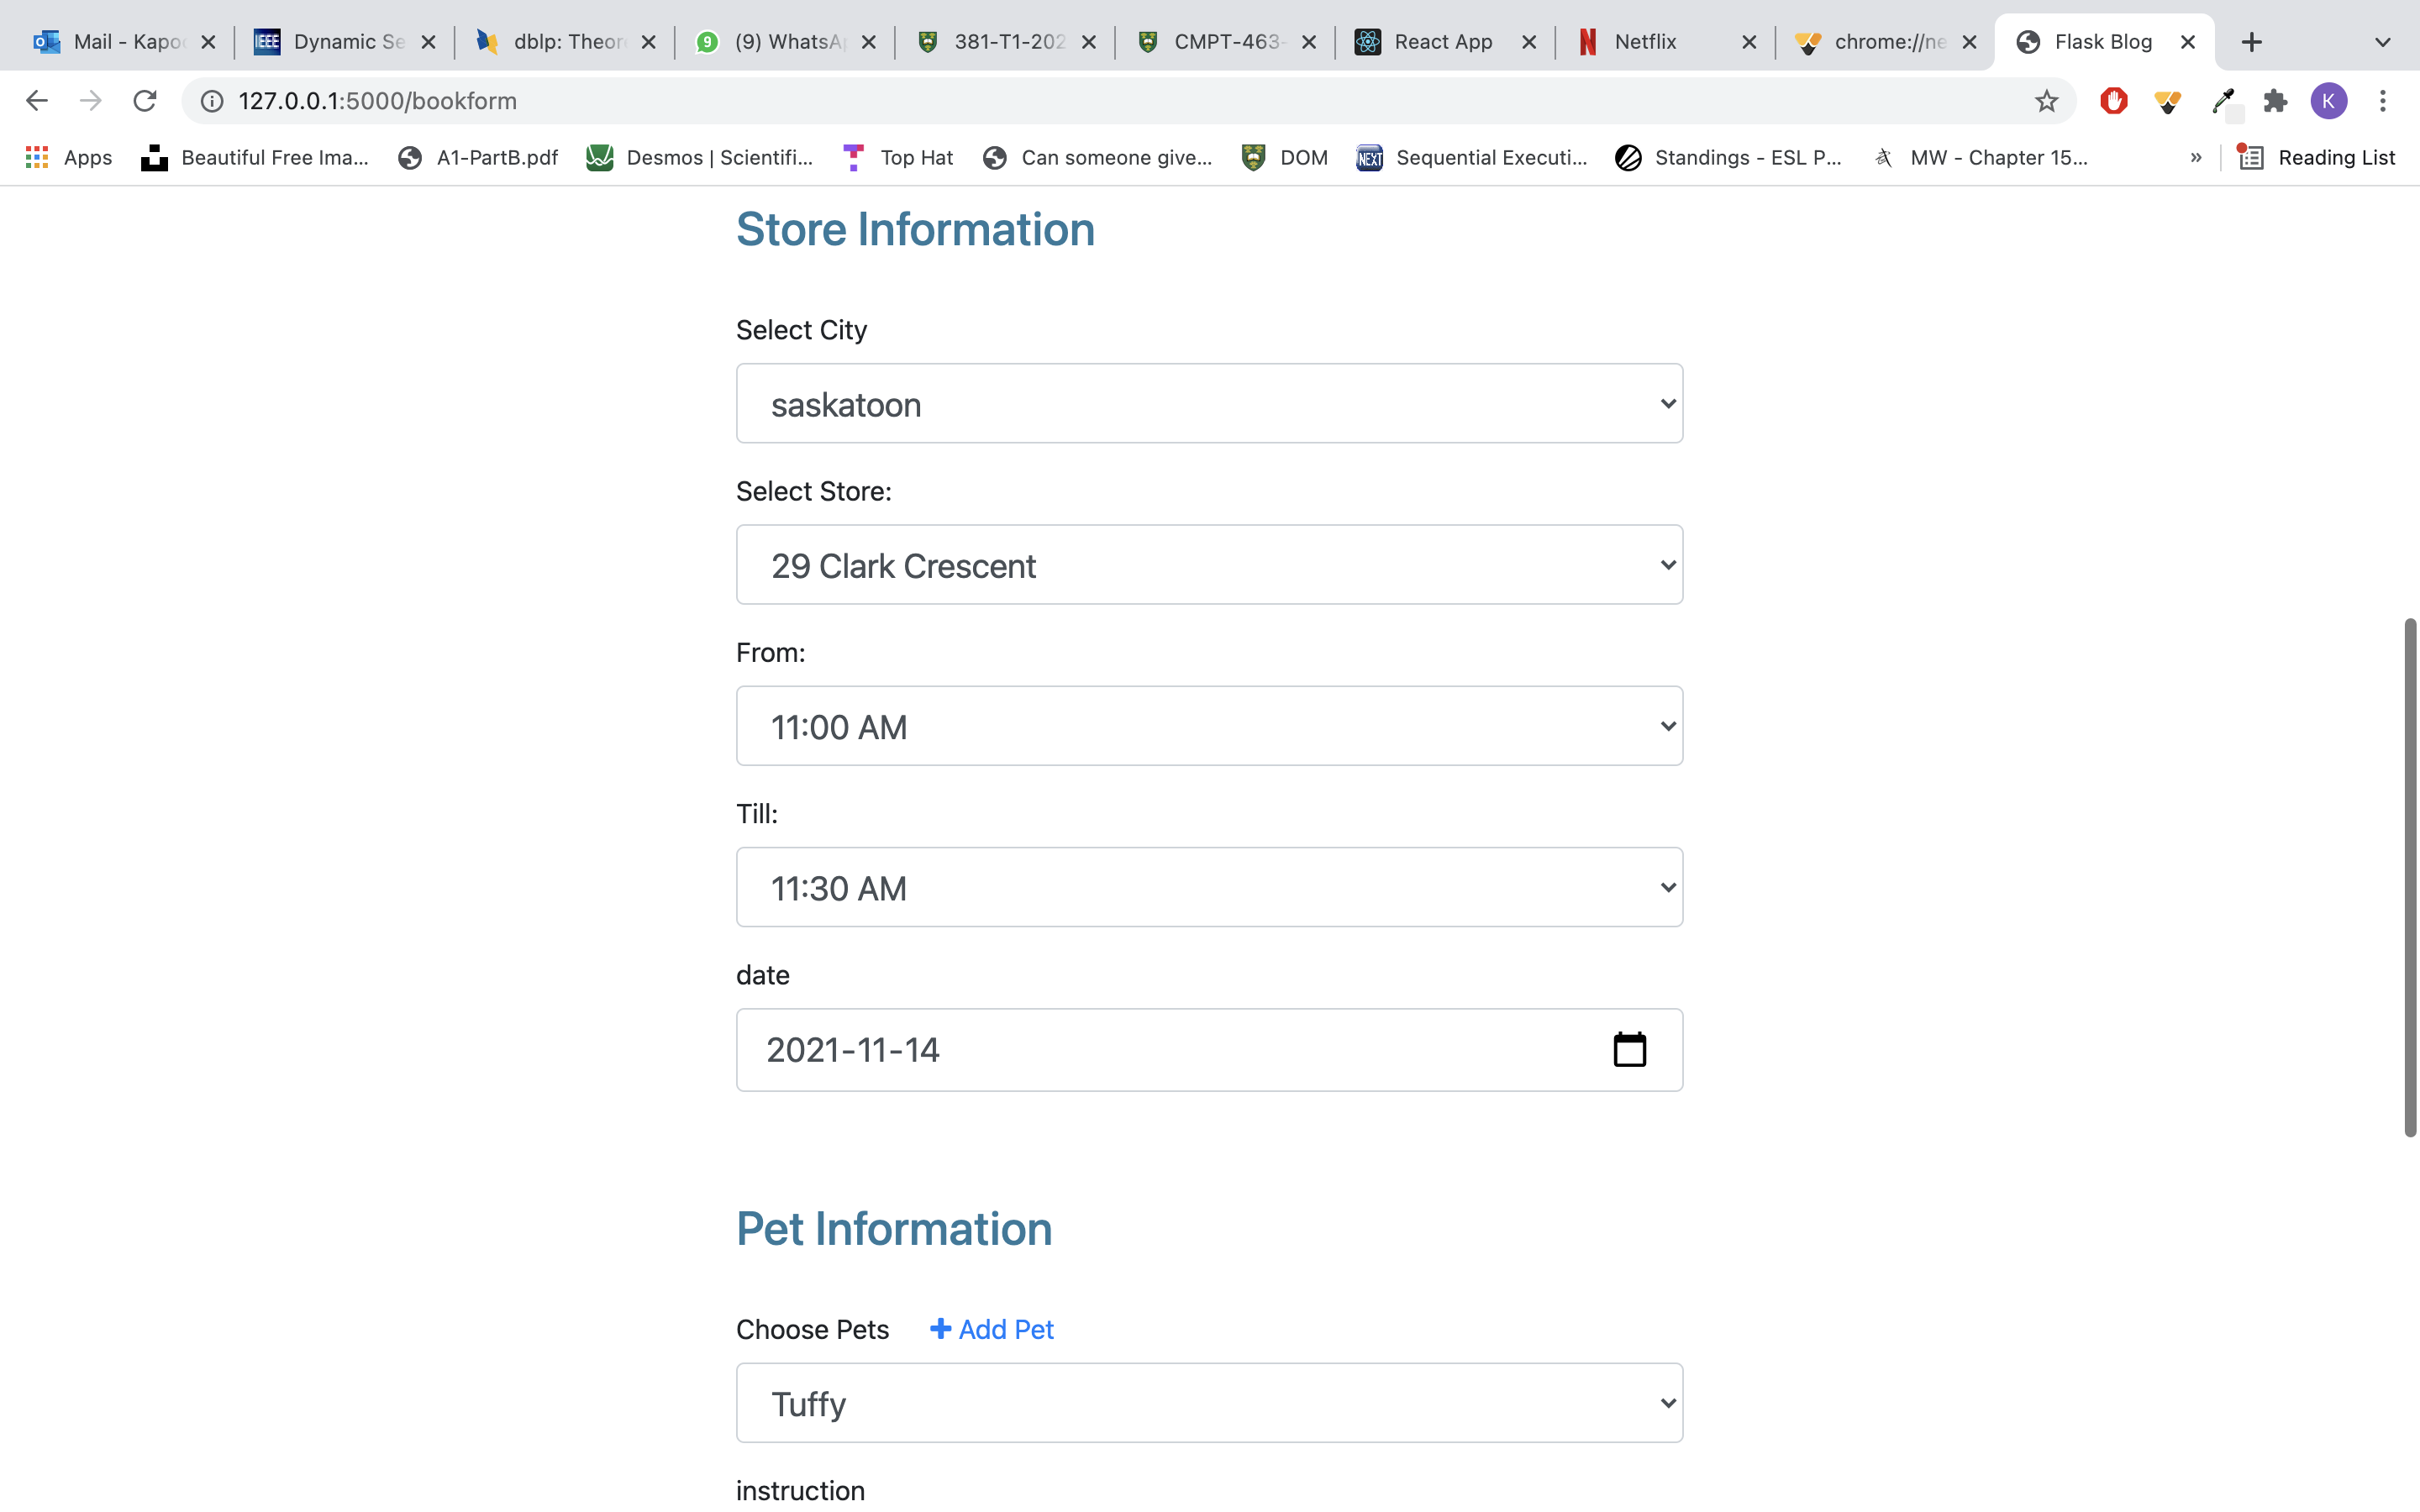 Mail - Kapo
Dynamic Se
dblp: Theor
(9) WhatsA
381-T1-202
CMPT-463-
React App
Netflix
chrome://ne
Flask Blog
127.0.0.1:5000/bookform
K
Apps
Beautiful Free Ima...
A1-PartB.pdf
Desmos | Scientifi...
Top Hat
Can someone give...
DOM
Sequential Executi...
Standings - ESL P...
MW - Chapter 15...
»
Reading List
Store Information
Select City
saskatoon
Select Store:
29 Clark Crescent
From:
11:00 AM
Till:
11:30 AM
date
2021-11-14
Pet Information
Choose Pets + Add Pet
Tuffy
instruction